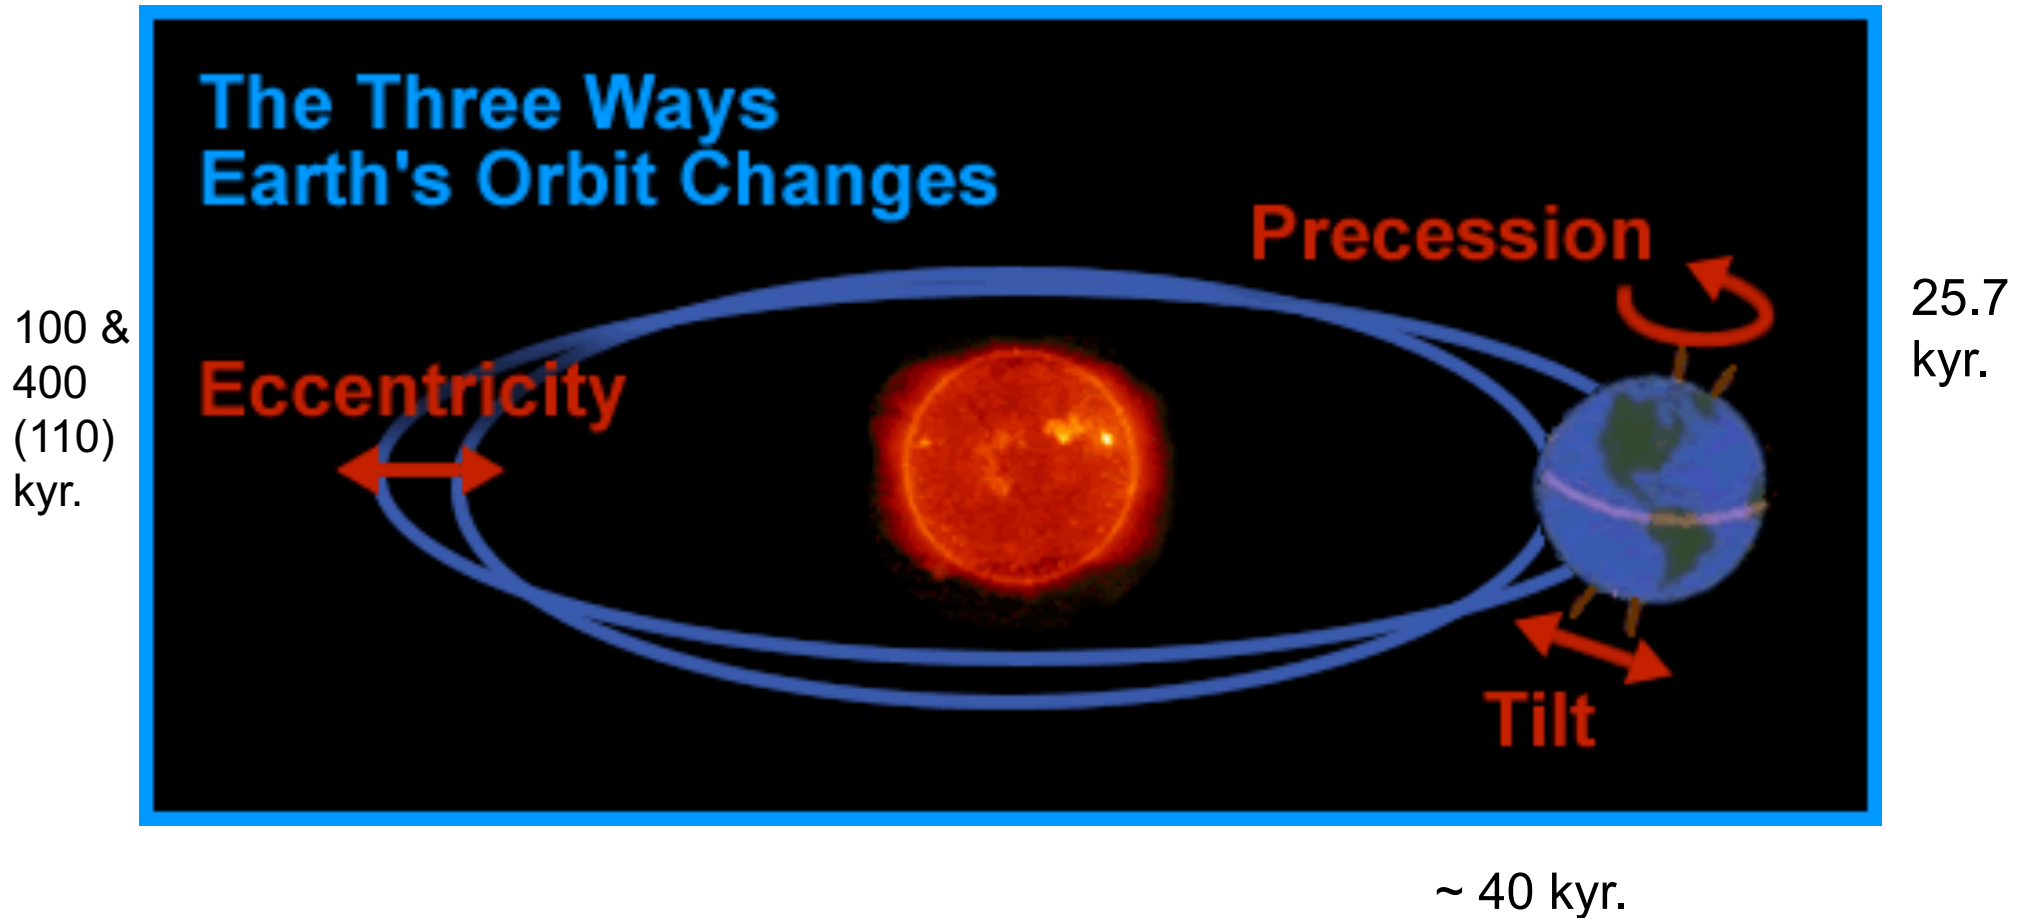 The Three Ways
Earth's Orbit Changes
Precession
25.7
kyr.
100 &
400
(110)
kyr.
Eccentricity
Tilt
~ 40 kyr.